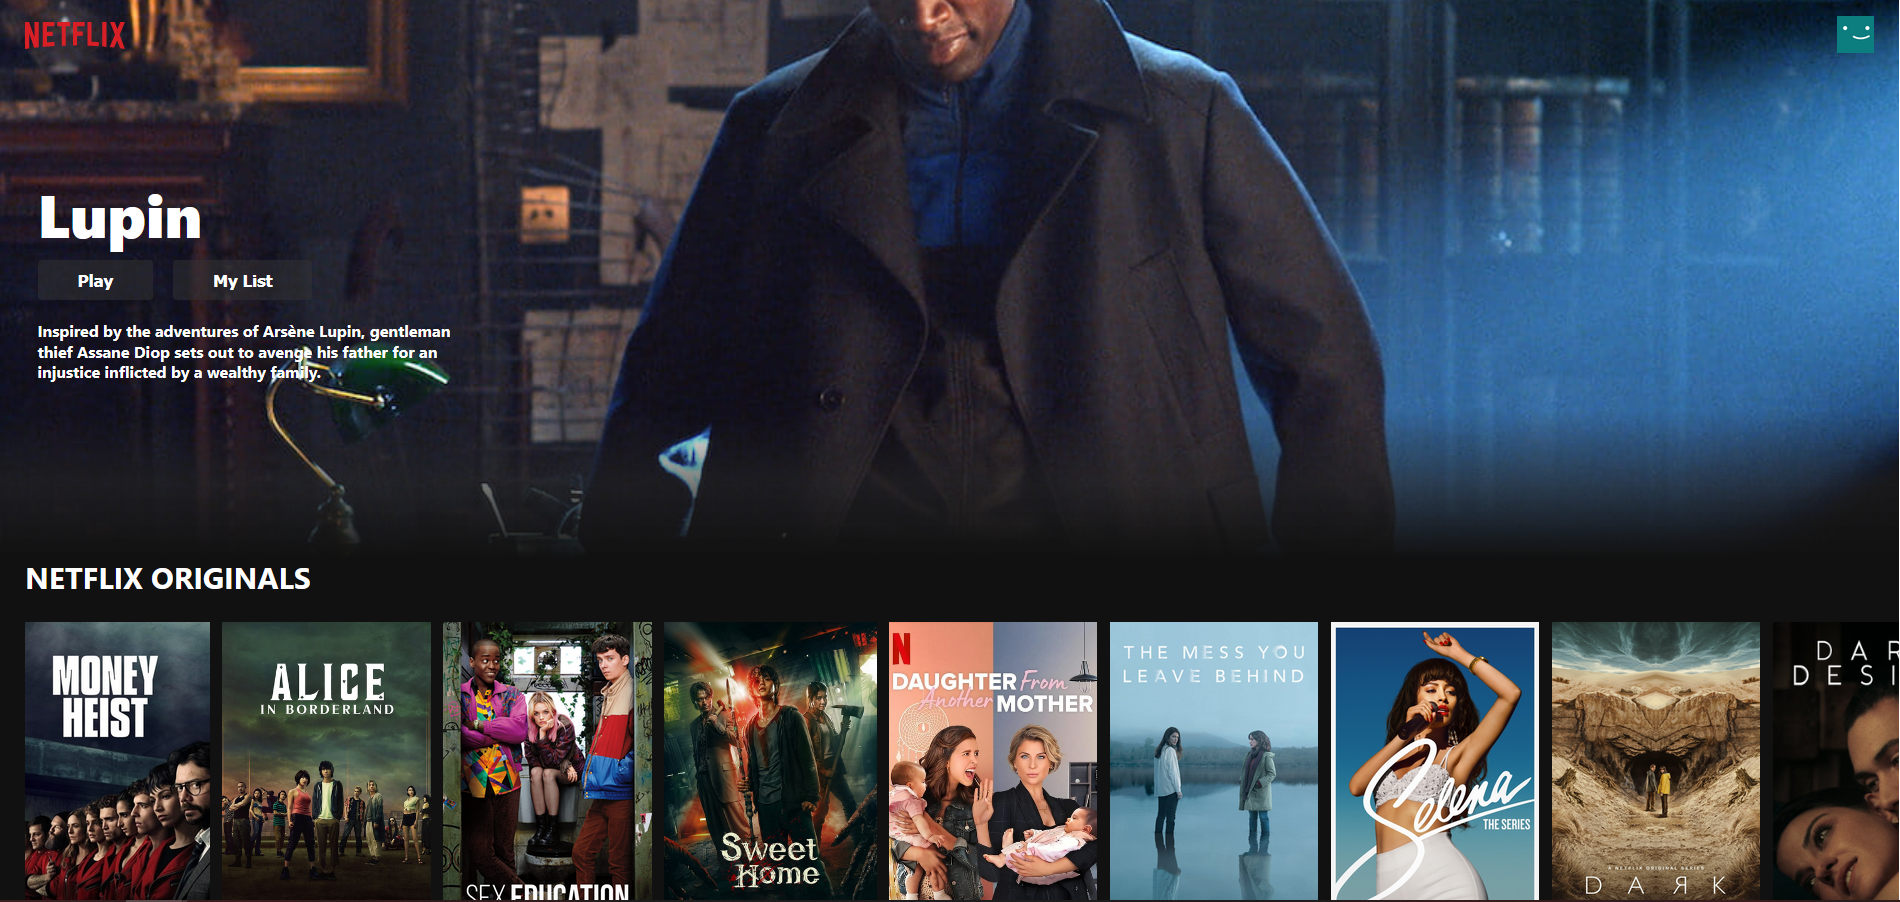 NETFLIX
Lupin
Play
My List
Inspired by the adventures of Arsène Lupin, gentleman
thief Assane Diop sets out to avenge his father for an
injustice inflicted by a wealthy family.
NETFLIX ORIGINALS
MONEY
HEIST
ALICE
IN BORDERLAND
SEX EDUCATION
Sweet
Home
N
DAUGHTER From
Another MOTHER
THE MESS YOU
LEAVE BEHIND
Selena
THE SERIES
A NETFLIX ORIGINAL SERIES
DARK
DAR
DESI